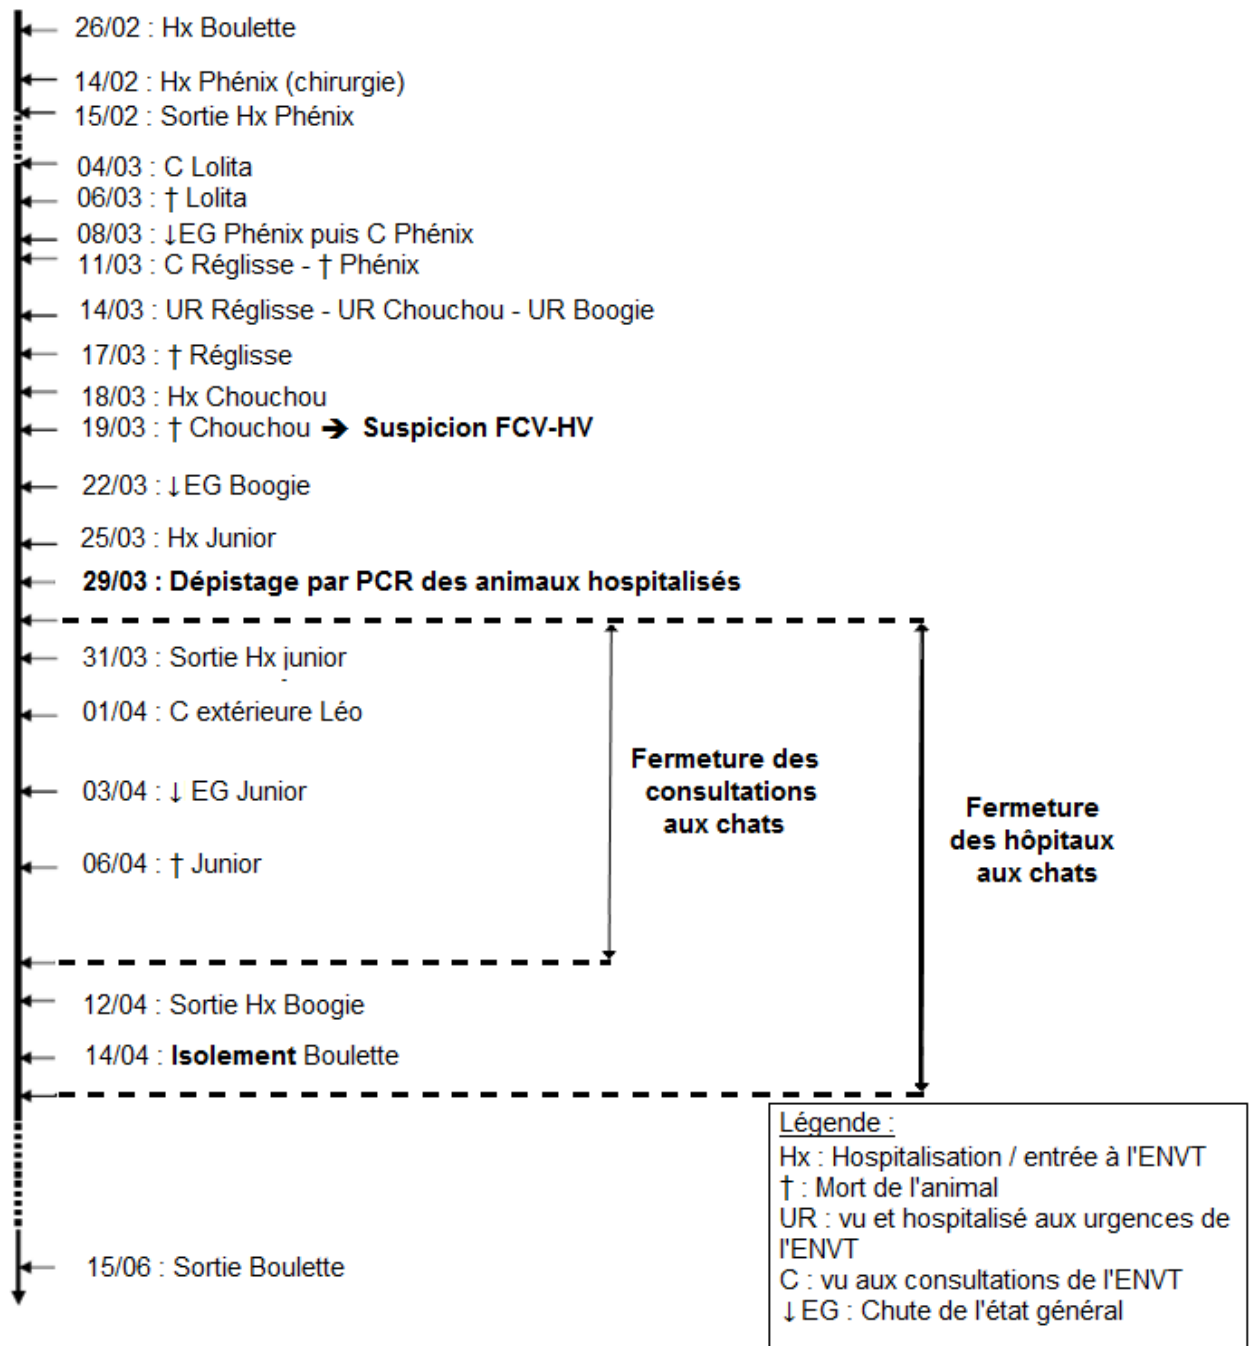 26/02 : Hx Boulette
14/02 : Hx Phénix (chirurgie)
15/02 : Sortie Hx Phénix
04/03 : C Lolita
06/03 : † Lolita
08/03 : ↓EG Phénix puis C Phénix
11/03 : C Réglisse - † Phénix
14/03 : UR Réglisse - UR Chouchou - UR Boogie
17/03 : † Réglisse
18/03 : Hx Chouchou
19/03 : † Chouchou ➔ Suspicion FCV-HV
22/03 : ↓EG Boogie
25/03 : Hx Junior
29/03 : Dépistage par PCR des animaux hospitalisés
31/03 : Sortie Hx junior
01/04 : C extérieure Léo
03/04 : ↓ EG Junior
06/04 : † Junior
Fermeture des
consultations
aux chats
Fermeture
des hôpitaux
aux chats
12/04 : Sortie Hx Boogie
14/04 : Isolement Boulette
15/06 : Sortie Boulette
Légende :
Hx : Hospitalisation / entrée à l'ENVT
† : Mort de l'animal
UR : vu et hospitalisé aux urgences de
l'ENVT
C : vu aux consultations de l'ENVT
↓ EG : Chute de l'état général